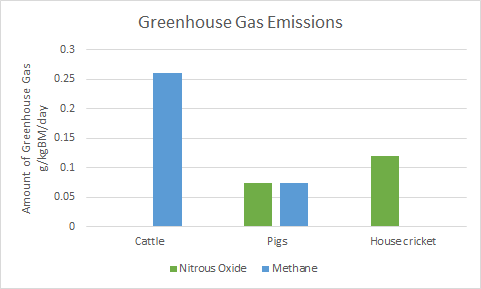 Greenhouse Gas Emissions
Amount of Greenhouse Gas
g/kgBM/day
0.3
0.25
0.2
0.15
0.1
0.05
0
Cattle
Pigs
House cricket
Nitrous Oxide
Methane